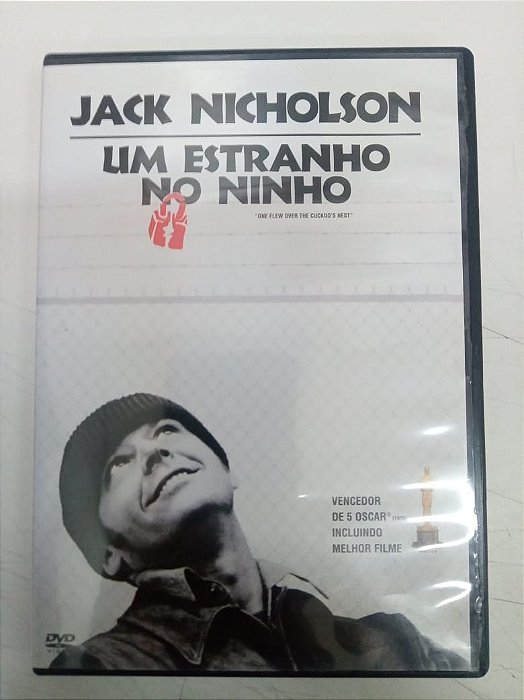 JACK NICHOLSON
UM ESTRANHO
NO NINHO
"ONE FLEW OVER THE CUCKOO'S NEST"
VENCEDOR
DE 5 OSCAR®
INCLUINDO
MELHOR FILME
DVD